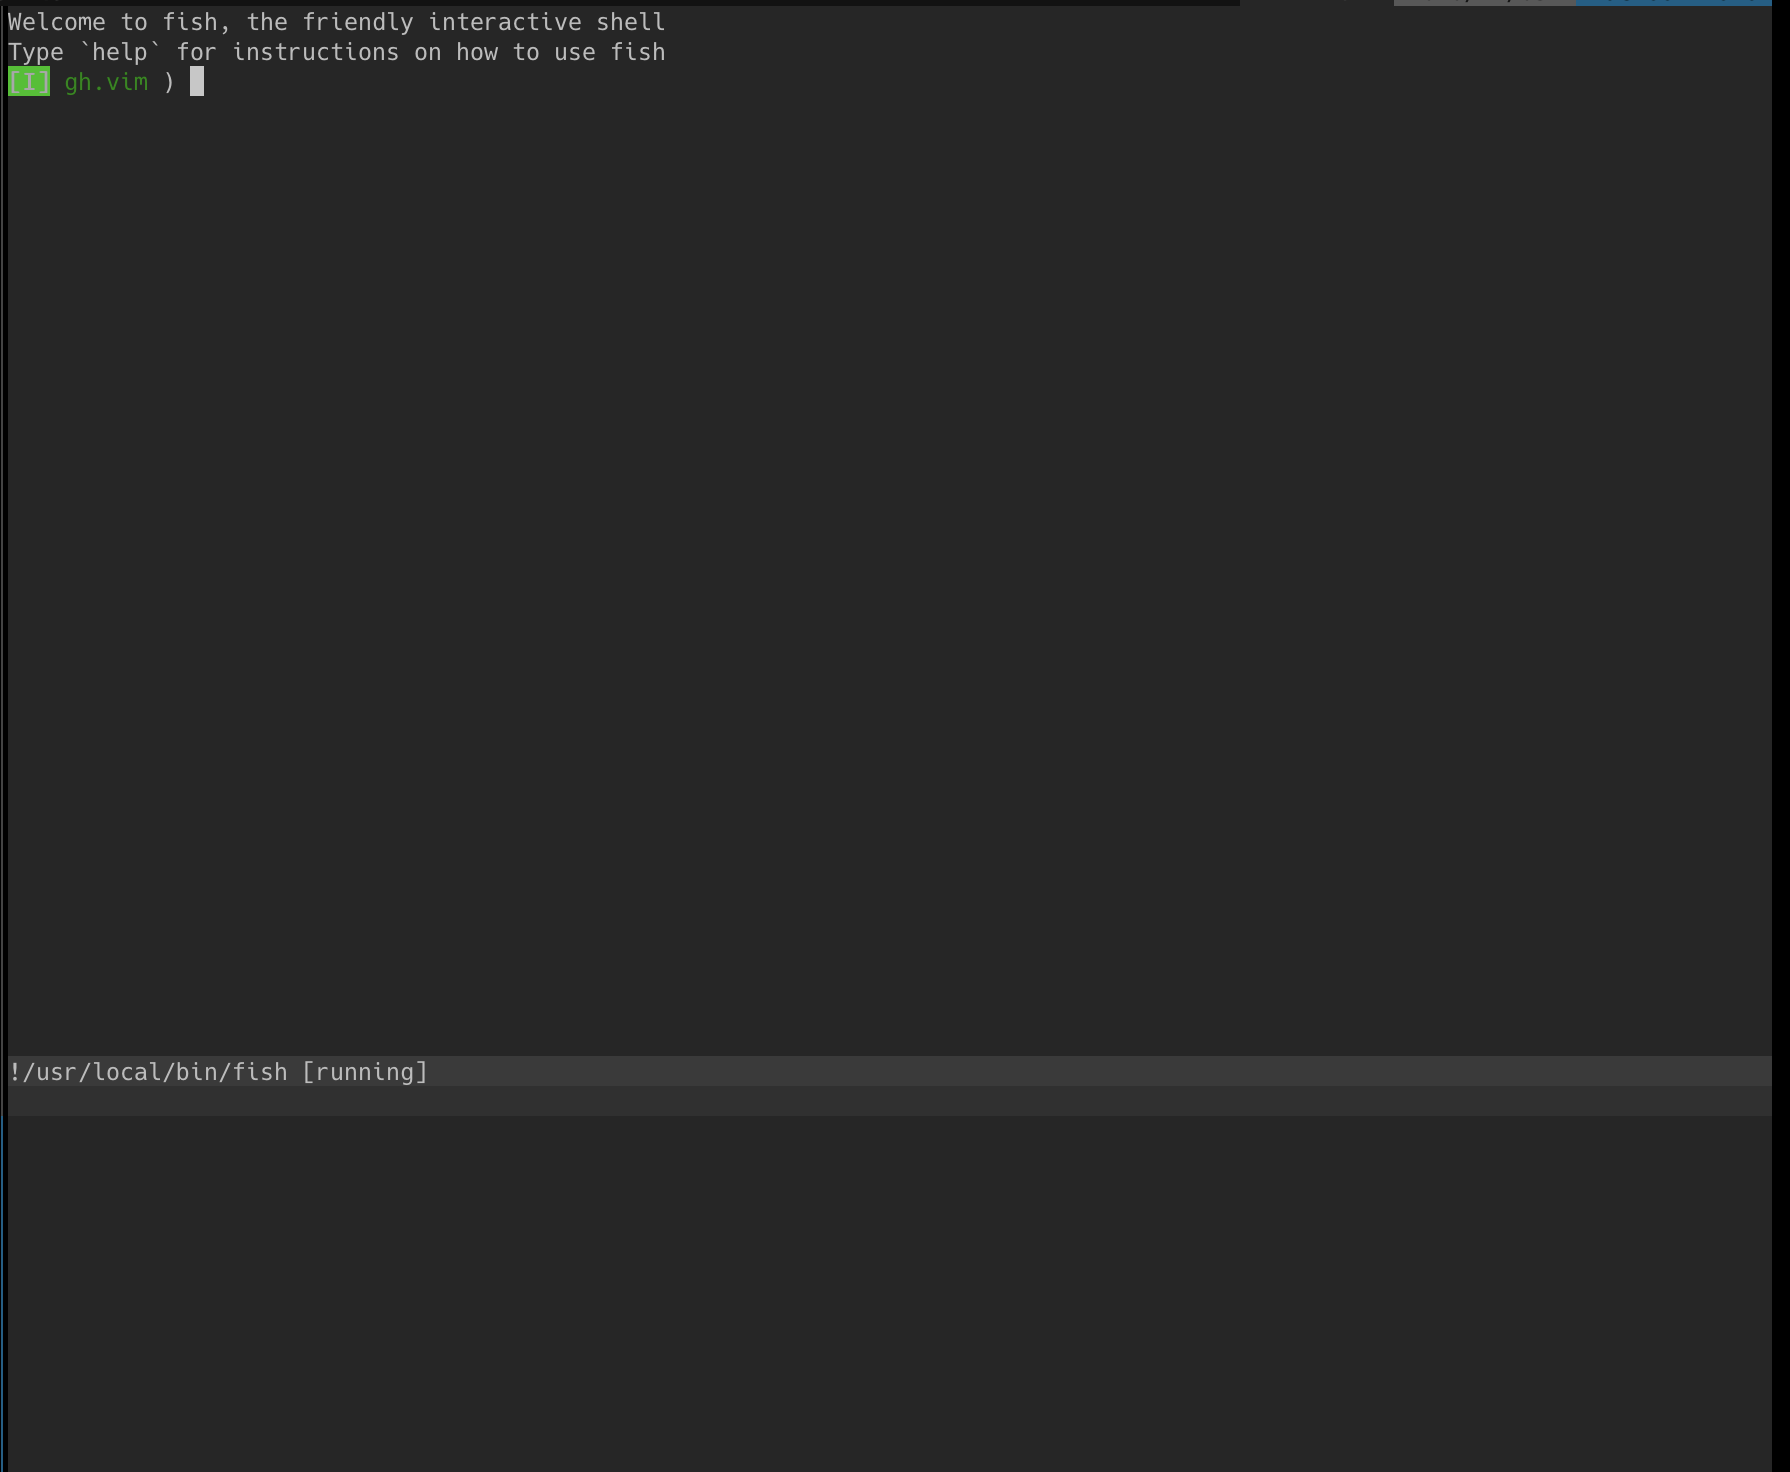 Welcome to fish, the friendly interactive shell
Type `help` for instructions on how to use fish
[I] gh.vim )
!/usr/local/bin/fish [running]